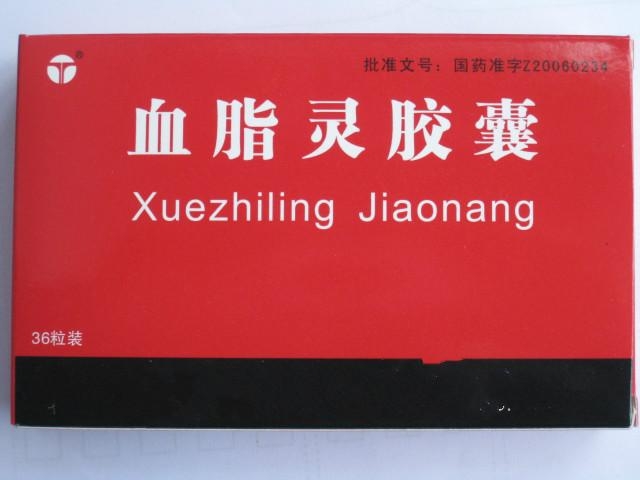 批准文号：国药准字Z20060234
血脂灵胶囊
Xuezhiling Jiaonang
36粒装